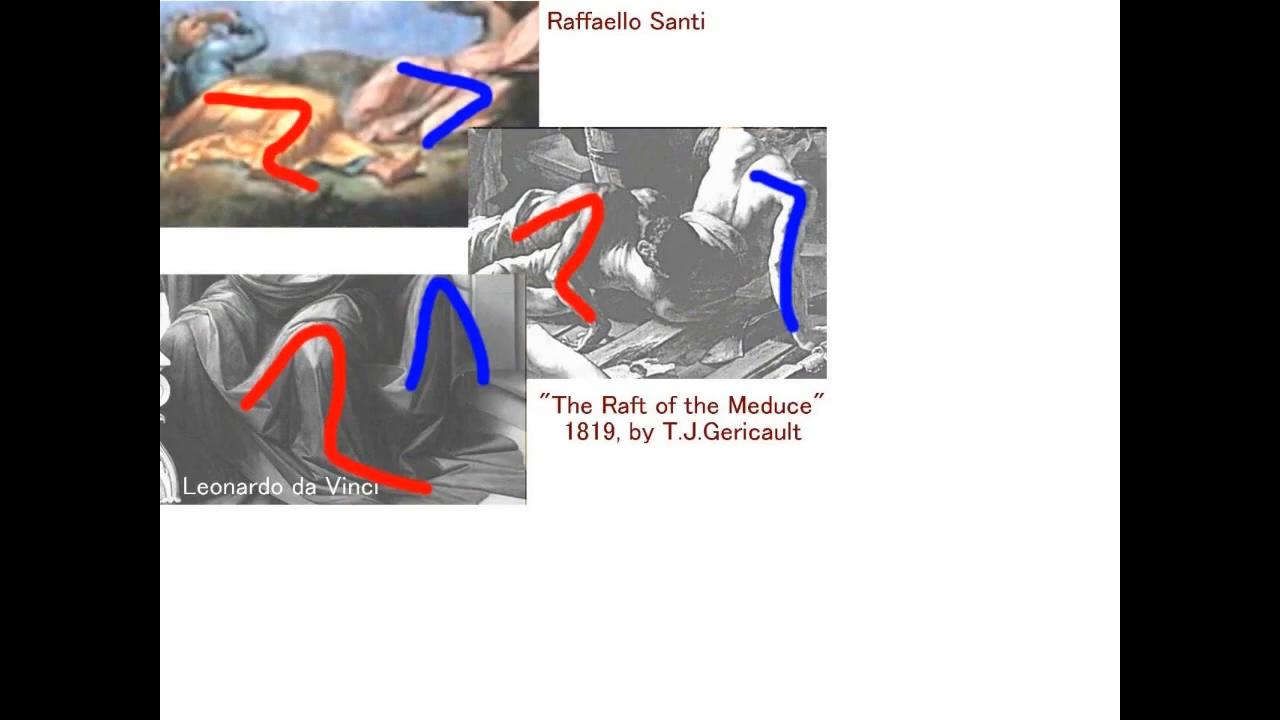 Raffaello Santi
"The Raft of the Meduce"
1819, by T.J.Gericault
Leonardo da Vinci